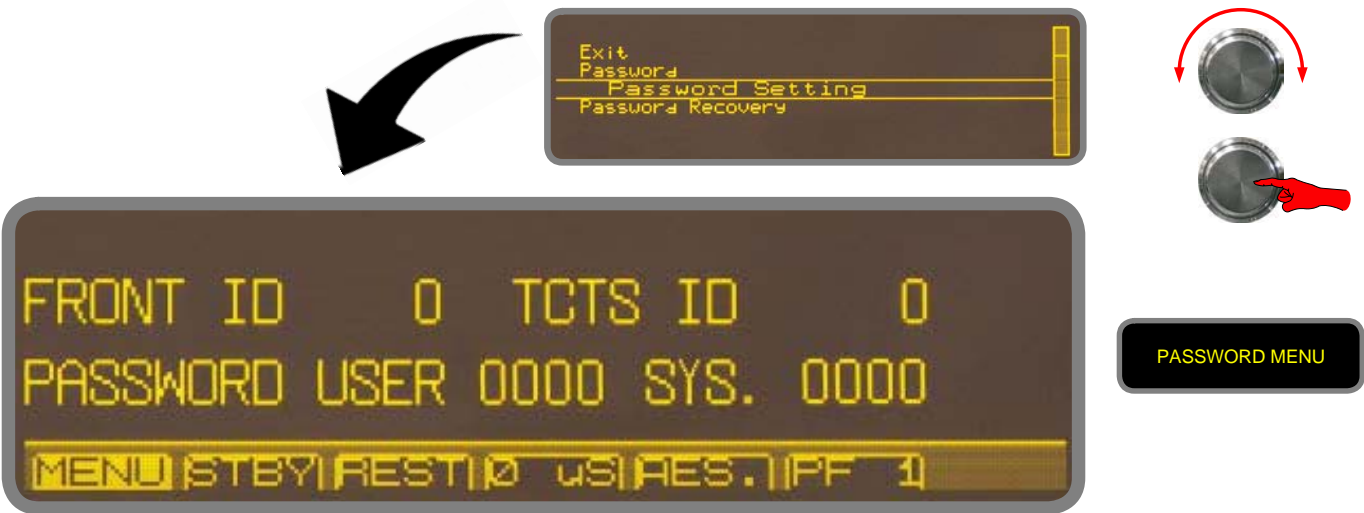 Exit
Password
Password Setting
Password Recovery
FRONT ID 0 TCTS ID 0
PASSWORD USER 0000 SYS. 0000
PASSWORD MENU
MENU STBY REST 0 uS AES. PF 1